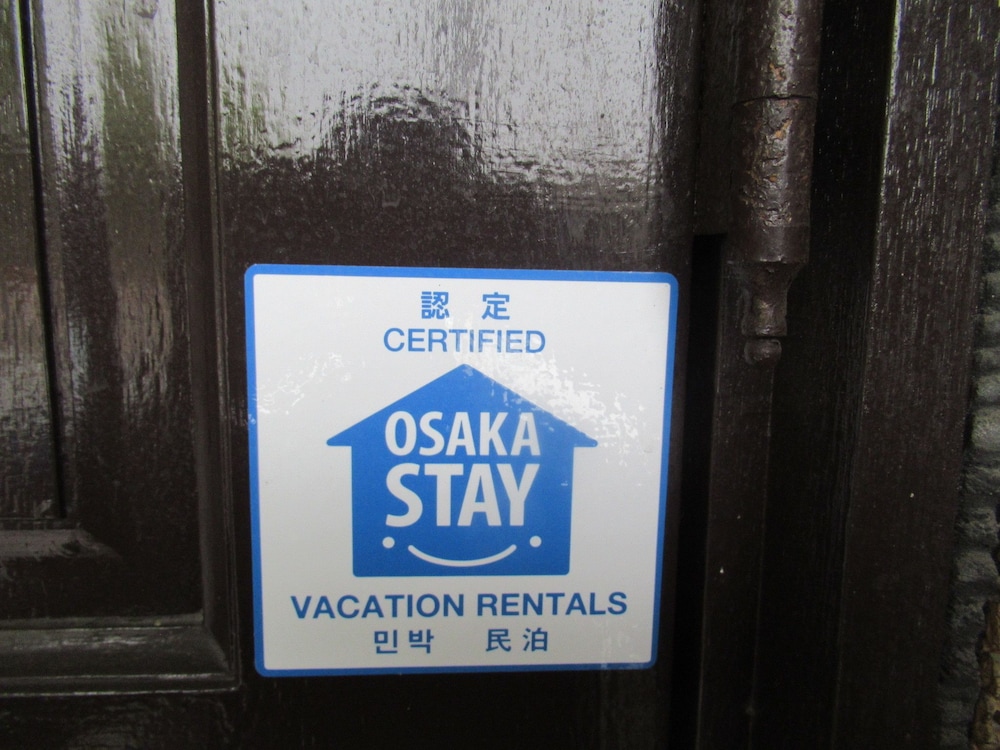 認 定
CERTIFIED
OSAKA
STAY
VACATION RENTALS
민박 民泊